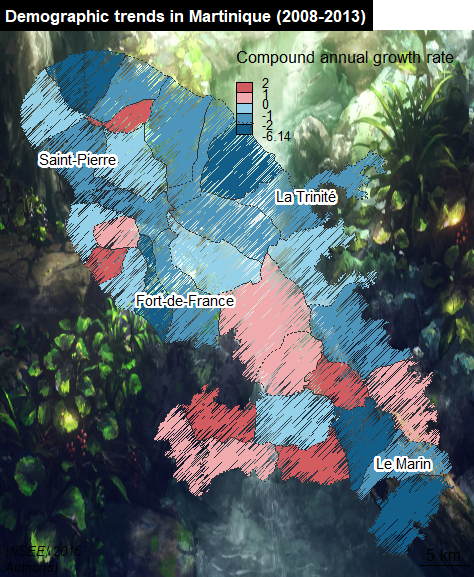 Demographic trends in Martinique (2008-2013)
Compound annual growth rate
2
1
0
-1
-2
-6.14
Saint-Pierre
La Trinité
Fort-de-France
Le Marin
INSEE, 2016
Author(s)
5 km